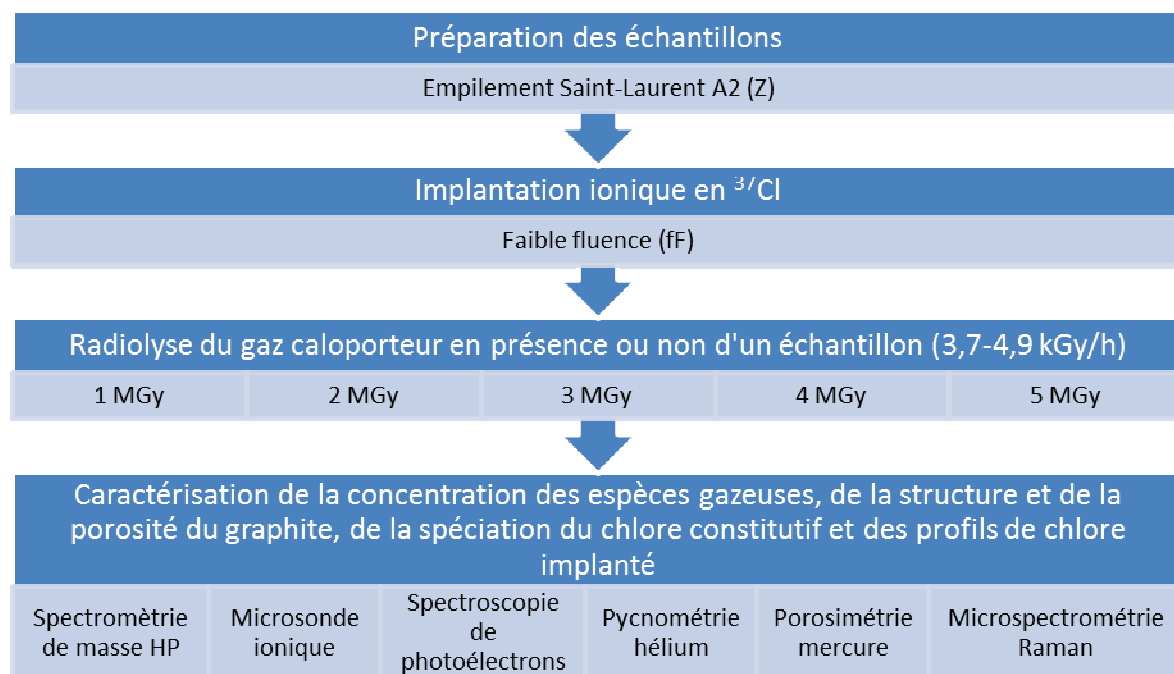 Préparation des échantillons
Empilement Saint-Laurent A2 (Z)
Implantation ionique en ³⁷Cl
Faible fluence (fF)
Radiolyse du gaz caloporteur en présence ou non d'un échantillon (3,7-4,9 kGy/h)
1 MGy 2 MGy 3 MGy 4 MGy 5 MGy
Caractérisation de la concentration des espèces gazeuses, de la structure et de la
porosité du graphite, de la spéciation du chlore constitutif et des profils de chlore
implanté
Spectromètrie
de masse HP
Microsonde
ionique
Spectroscopie
de
photoélectrons
Pycnométrie
hélium
Porosimétrie
mercure
Microspectrométrie
Raman